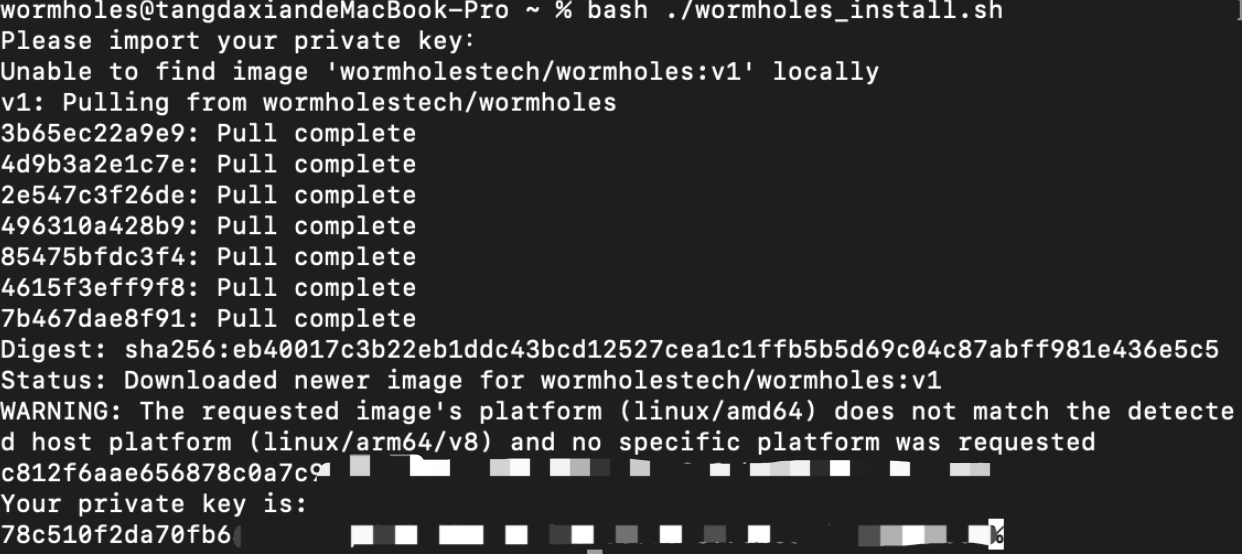 wormholes@tangdaxiandeMacBook-Pro ~ % bash ./wormholes_install.sh
Please import your private key:
Unable to find image 'wormholestech/wormholes:v1' locally
v1: Pulling from wormholestech/wormholes
3b65ec22a9e9: Pull complete
4d9b3a2e1c7e: Pull complete
2e547c3f26de: Pull complete
496310a428b9: Pull complete
85475bfdc3f4: Pull complete
4615f3eff9f8: Pull complete
7b467dae8f91: Pull complete
Digest: sha256:eb40017c3b22eb1ddc43bcd12527cea1c1ffb5b5d69c04c87abff981e436e5c5
Status: Downloaded newer image for wormholestech/wormholes:v1
WARNING: The requested image's platform (linux/amd64) does not match the detecte
d host platform (linux/arm64/v8) and no specific platform was requested
c812f6aae656878c0a7c9
Your private key is:
78c510f2da70fb6
%